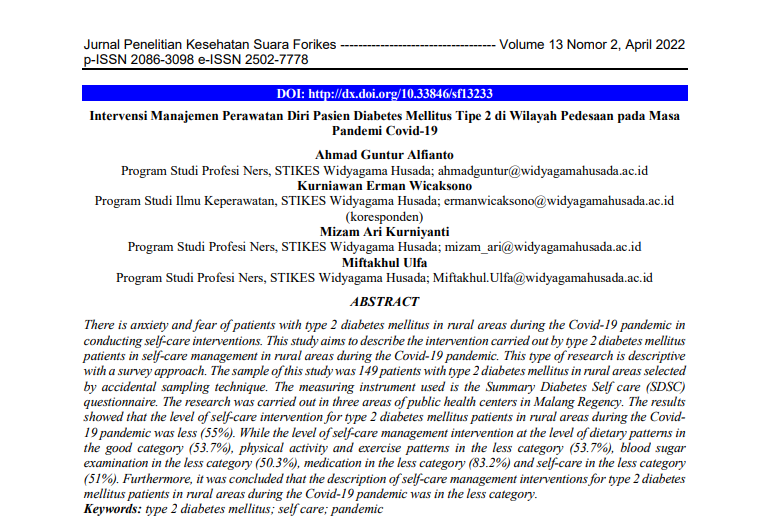 Jurnal Penelitian Kesehatan Suara Forikes ----------------------------------- Volume 13 Nomor 2, April 2022
p-ISSN 2086-3098 e-ISSN 2502-7778
DOI: http://dx.doi.org/10.33846/sf13233
Intervensi Manajemen Perawatan Diri Pasien Diabetes Mellitus Tipe 2 di Wilayah Pedesaan pada Masa
Pandemi Covid-19
Ahmad Guntur Alfianto
Program Studi Profesi Ners, STIKES Widyagama Husada; ahmadguntur@widyagamahusada.ac.id
Kurniawan Erman Wicaksono
Program Studi Ilmu Keperawatan, STIKES Widyagama Husada; ermanwicaksono@widyagamahusada.ac.id
(koresponden)
Mizam Ari Kurniyanti
Program Studi Profesi Ners, STIKES Widyagama Husada; mizam_ari@widyagamahusada.ac.id
Miftakhul Ulfa
Program Studi Profesi Ners, STIKES Widyagama Husada; Miftakhul.Ulfa@widyagamahusada.ac.id
ABSTRACT
There is anxiety and fear of patients with type 2 diabetes mellitus in rural areas during the Covid-19 pandemic in
conducting self-care interventions. This study aims to describe the intervention carried out by type 2 diabetes mellitus
patients in self-care management in rural areas during the Covid-19 pandemic. This type of research is descriptive
with a survey approach. The sample of this study was 149 patients with type 2 diabetes mellitus in rural areas selected
by accidental sampling technique. The measuring instrument used is the Summary Diabetes Self care (SDSC)
questionnaire. The research was carried out in three areas of public health centers in Malang Regency. The results
showed that the level of self-care intervention for type 2 diabetes mellitus patients in rural areas during the Covid-
19 pandemic was less (55%). While the level of self-care management intervention at the level of dietary patterns in
the good category (53.7%), physical activity and exercise patterns in the less category (53.7%), blood sugar
examination in the less category (50.3%), medication in the less category (83.2%) and self-care in the less category
(51%). Furthermore, it was concluded that the description of self-care management interventions for type 2 diabetes
mellitus patients in rural areas during the Covid-19 pandemic was in the less category.
Keywords: type 2 diabetes mellitus; self care; pandemic